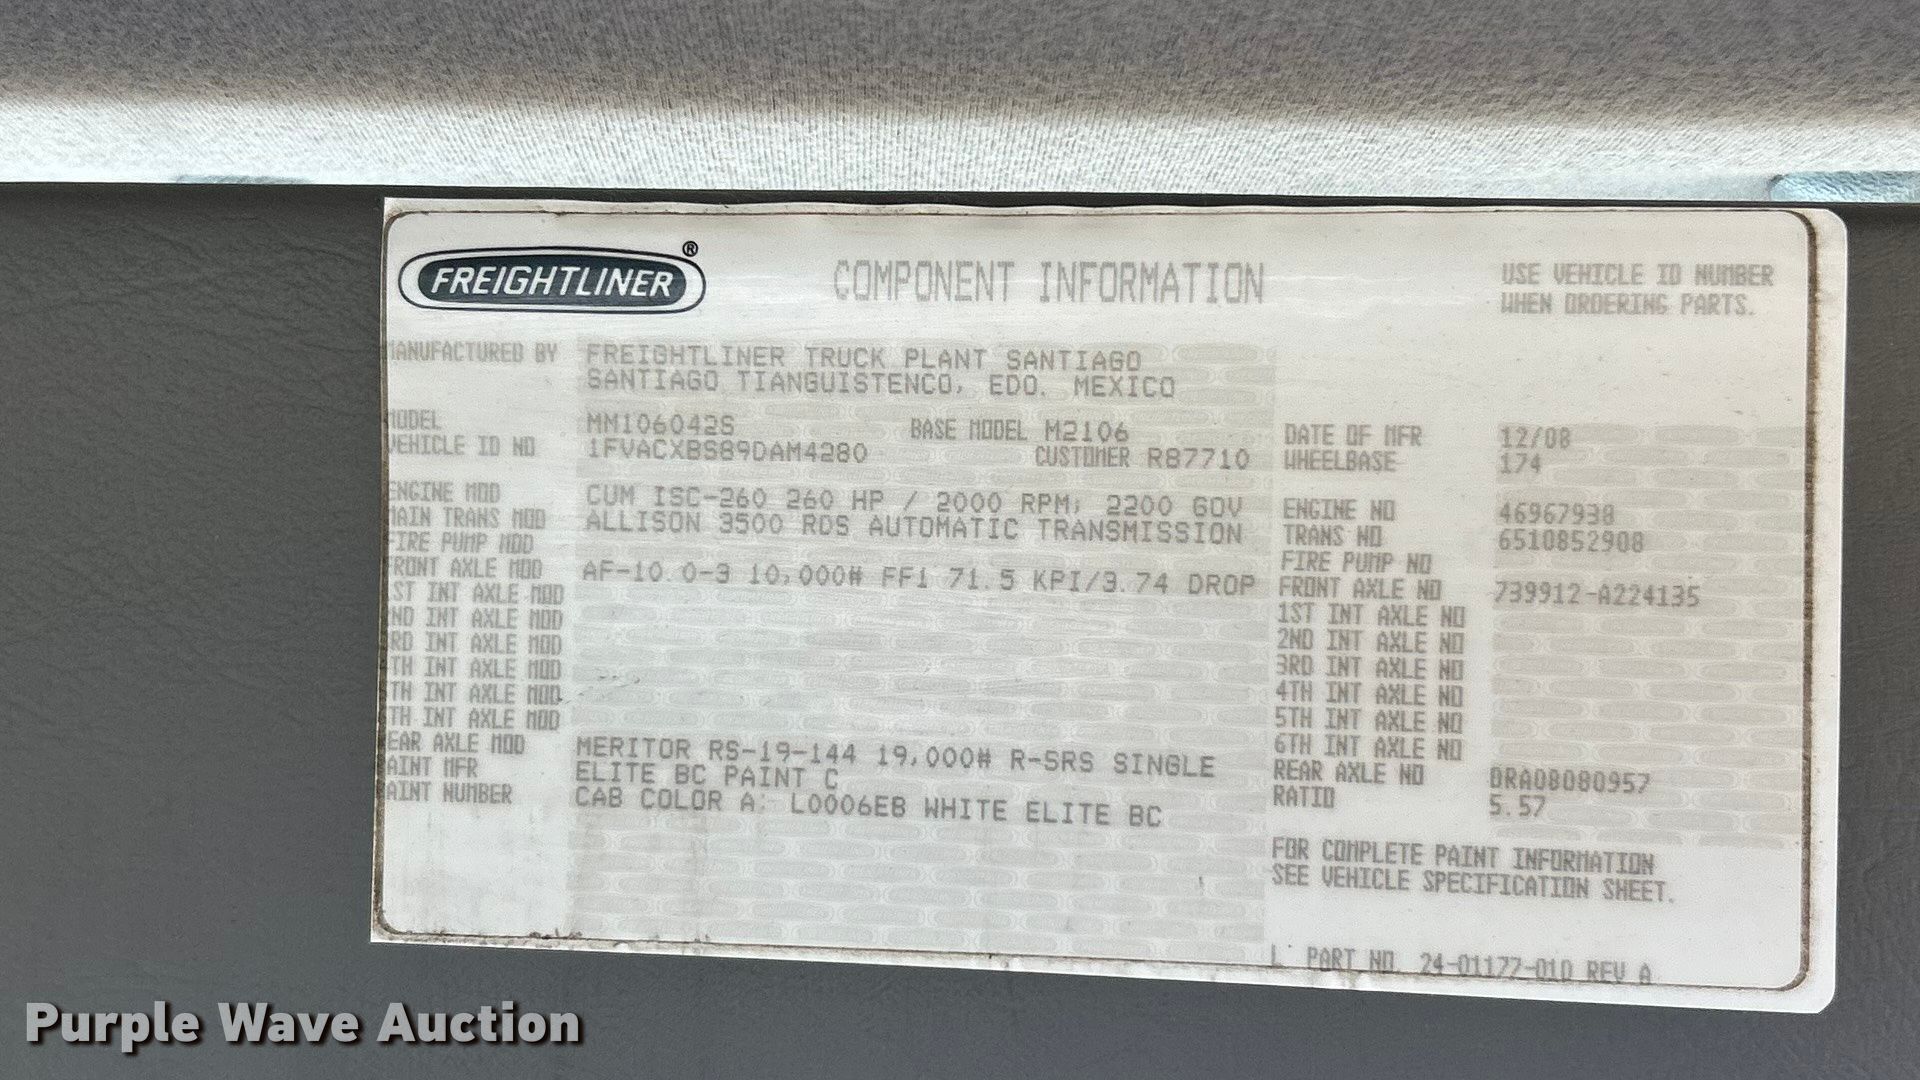 FREIGHTLINER ®
COMPONENT INFORMATION
USE VEHICLE ID NUMBER
WHEN ORDERING PARTS.
MANUFACTURED BY FREIGHTLINER TRUCK PLANT SANTIAGO
SANTIAGO TIANGUISTENCO, EDO. MEXICO
MODEL MM106042S BASE MODEL M2106 DATE OF MFR 12/08
VEHICLE ID NO 1FVACXBS89DAM4280 CUSTOMER R87710 WHEELBASE 174
ENGINE MOD CUM ISC-260 260 HP / 2000 RPM; 2200 GOV ENGINE NO 46967938
MAIN TRANS MOD ALLISON 3500 RDS AUTOMATIC TRANSMISSION TRANS NO 6510852908
FIRE PUMP MOD FIRE PUMP NO
FRONT AXLE MOD AF-10.0-3 10,000# FF1 71.5 KPI/3.74 DROP FRONT AXLE NO 739912-A224135
ST INT AXLE MOD 1ST INT AXLE NO
ND INT AXLE MOD 2ND INT AXLE NO
RD INT AXLE MOD 3RD INT AXLE NO
TH INT AXLE MOD 4TH INT AXLE NO
TH INT AXLE MOD 5TH INT AXLE NO
TH INT AXLE MOD 6TH INT AXLE NO
EAR AXLE MOD MERITOR RS-19-144 19,000# R-SRS SINGLE REAR AXLE NO 0RA08080957
AINT MFR ELITE BC PAINT C RATIO 5.57
AINT NUMBER CAB COLOR A: L0006EB WHITE ELITE BC
FOR COMPLETE PAINT INFORMATION
SEE VEHICLE SPECIFICATION SHEET.
L PART NO. 24-01177-010 REV A
Purple Wave Auction